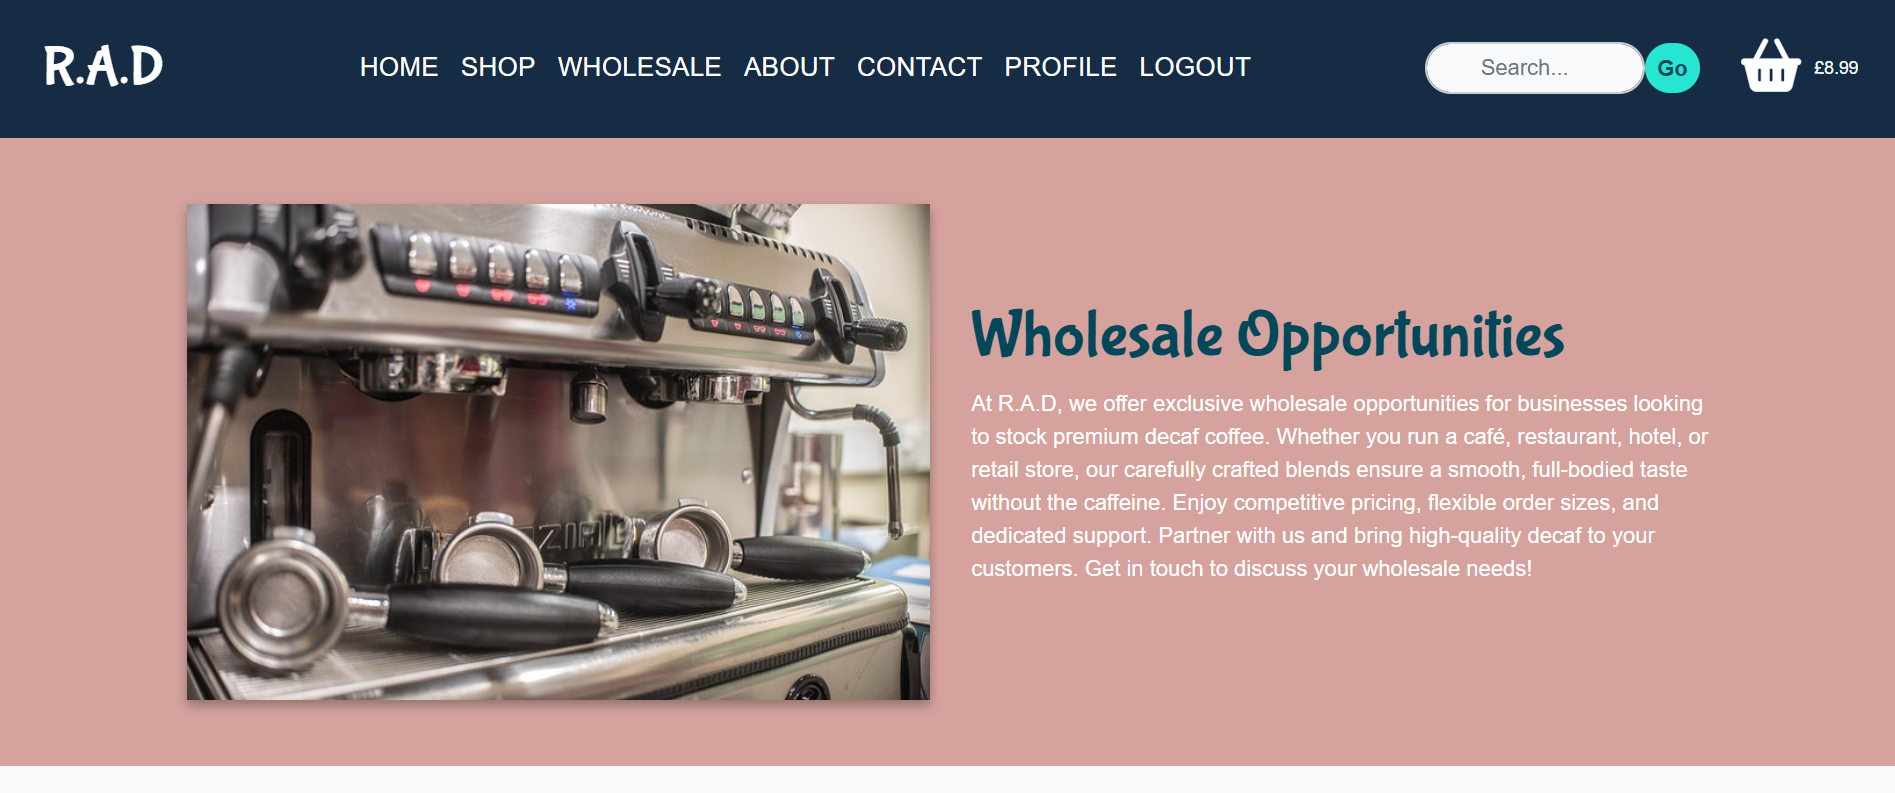 R.A.D
HOME SHOP WHOLESALE ABOUT CONTACT PROFILE LOGOUT
Search...
Go
£8.99
Wholesale Opportunities
At R.A.D, we offer exclusive wholesale opportunities for businesses looking
to stock premium decaf coffee. Whether you run a café, restaurant, hotel, or
retail store, our carefully crafted blends ensure a smooth, full-bodied taste
without the caffeine. Enjoy competitive pricing, flexible order sizes, and
dedicated support. Partner with us and bring high-quality decaf to your
customers. Get in touch to discuss your wholesale needs!